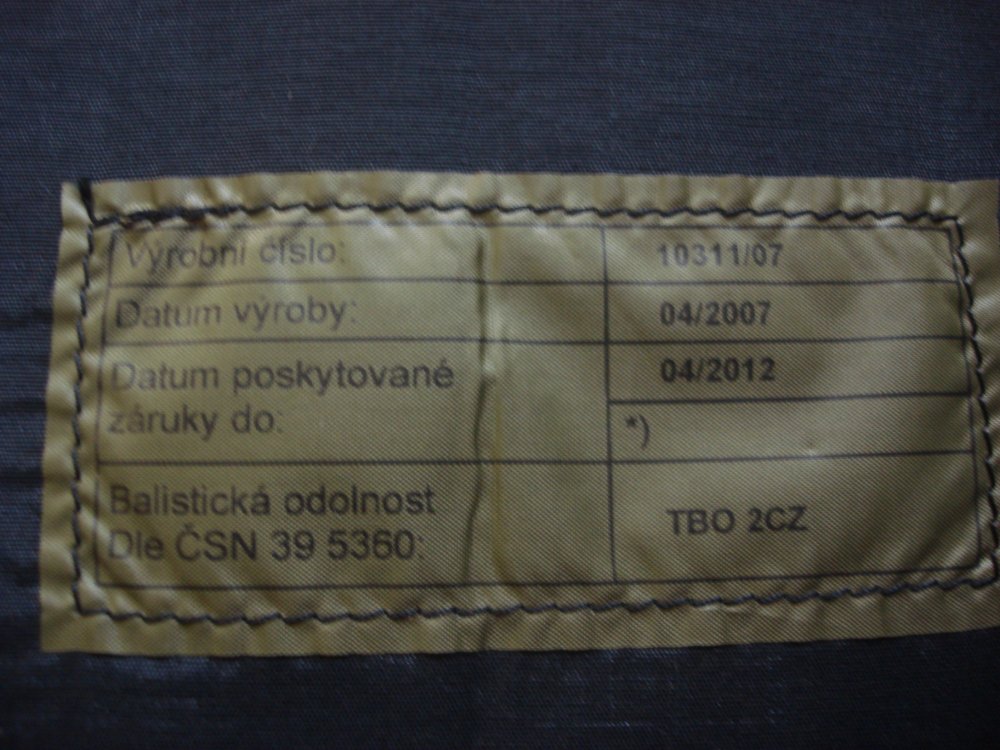 Výrobní číslo: 10311/07
Datum výroby: 04/2007
Datum poskytované 04/2012
záruky do: *)
Balistická odolnost
Dle ČSN 39 5360: TBO 2CZ